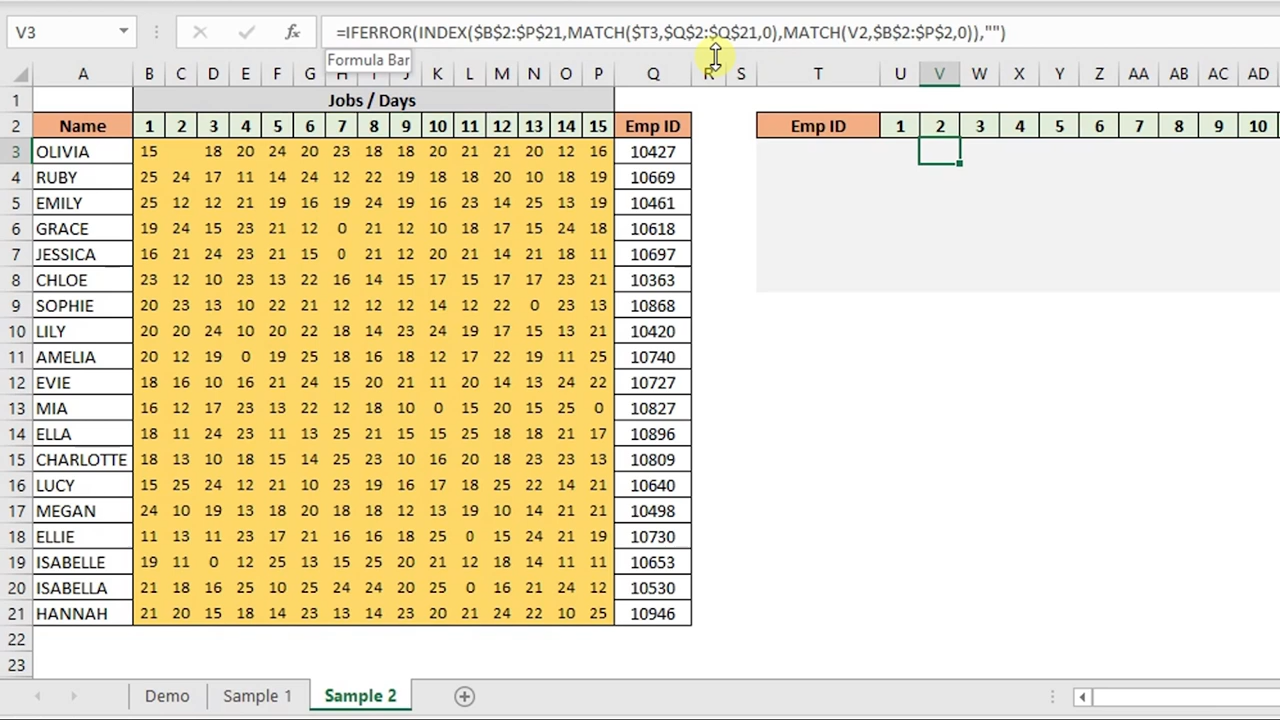 V3 fx =IFERROR(INDEX($B$2:$P$21,MATCH($T3,$Q$2:$Q$21,0),MATCH(V2,$B$2:$P$2,0)),"")
Formula Bar
A B C D E F G H I J K L M N O P Q R S T U V W X Y Z AA AB AC AD
1 Jobs / Days
2 Name 1 2 3 4 5 6 7 8 9 10 11 12 13 14 15 Emp ID Emp ID 1 2 3 4 5 6 7 8 9 10
3 OLIVIA 15 18 20 24 20 23 18 18 20 21 21 20 12 16 10427
4 RUBY 25 24 17 11 14 24 12 22 19 18 18 20 10 18 19 10669
5 EMILY 25 12 12 21 19 16 19 24 19 16 23 14 25 13 19 10461
6 GRACE 19 24 15 23 21 12 0 21 12 10 18 17 15 24 18 10618
7 JESSICA 16 21 24 23 21 15 0 21 12 20 21 14 21 18 11 10697
8 CHLOE 23 12 10 23 13 22 16 14 15 17 15 17 17 23 21 10363
9 SOPHIE 20 23 13 10 22 21 12 12 12 14 12 22 0 23 13 10868
10 LILY 20 20 24 10 20 22 18 14 23 24 19 17 15 13 21 10420
11 AMELIA 20 12 19 0 19 25 18 16 18 12 17 22 19 11 25 10740
12 EVIE 18 16 10 16 21 24 15 20 21 11 20 14 13 24 22 10727
13 MIA 16 12 17 23 13 22 12 18 10 0 15 20 15 25 0 10827
14 ELLA 18 11 24 23 11 13 25 21 15 15 25 18 18 21 17 10896
15 CHARLOTTE 18 13 10 18 15 14 25 23 10 16 20 18 23 23 13 10809
16 LUCY 15 25 24 12 21 10 23 19 16 17 18 25 22 14 21 10640
17 MEGAN 24 10 19 13 18 20 18 18 12 13 19 10 14 21 21 10498
18 ELLIE 11 13 11 23 17 21 16 16 18 25 0 15 24 21 19 10730
19 ISABELLE 19 11 0 12 25 13 15 25 20 21 12 18 14 11 11 10653
20 ISABELLA 21 18 16 25 10 25 24 24 20 25 0 16 21 24 12 10530
21 HANNAH 21 20 15 18 14 23 13 14 23 20 21 24 22 10 25 10946
22
23
Demo Sample 1 Sample 2